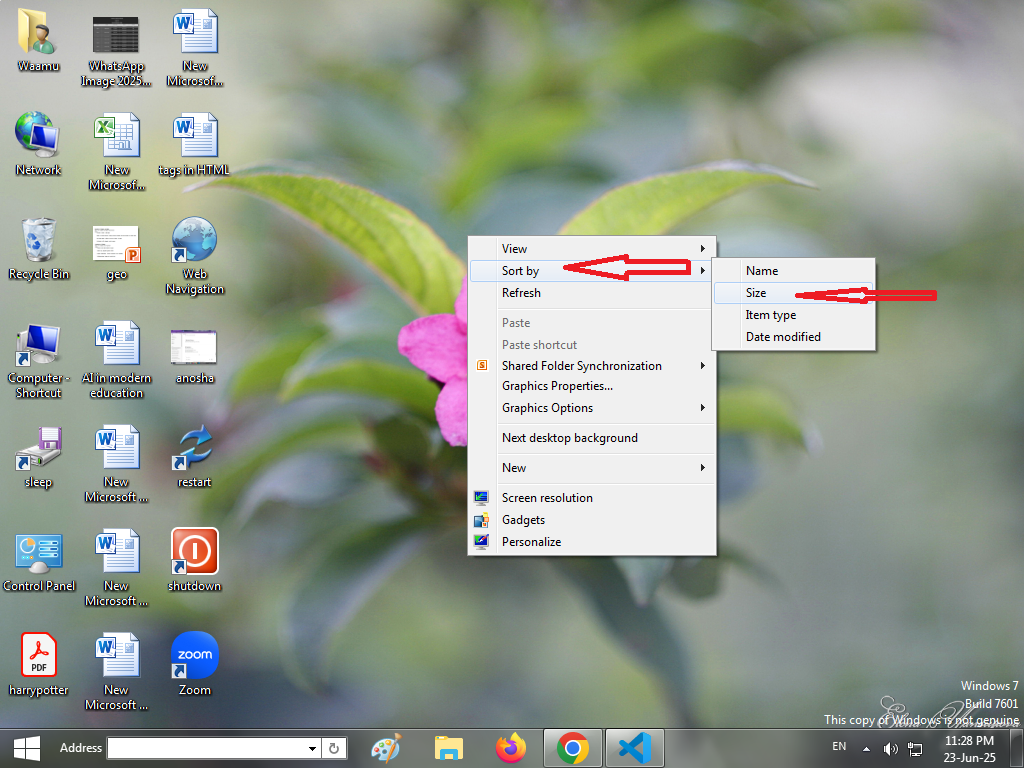 Waamu
WhatsApp
Image 2025...
New
Microsof...
Network
New
Microsof...
tags in HTML
Recycle Bin
geo
Web
Navigation
Computer -
Shortcut
AI in modern
education
anosha
sleep
New
Microsoft ...
restart
Control Panel
New
Microsoft ...
shutdown
PDF
harrypotter
New
Microsoft ...
zoom
Zoom
View
Sort by
Refresh
Paste
Paste shortcut
Shared Folder Synchronization
Graphics Properties...
Graphics Options
Next desktop background
New
Screen resolution
Gadgets
Personalize
Name
Size
Item type
Date modified
Windows 7
Build 7601
This copy of Windows is not genuine
Address
EN
11:28 PM
23-Jun-25